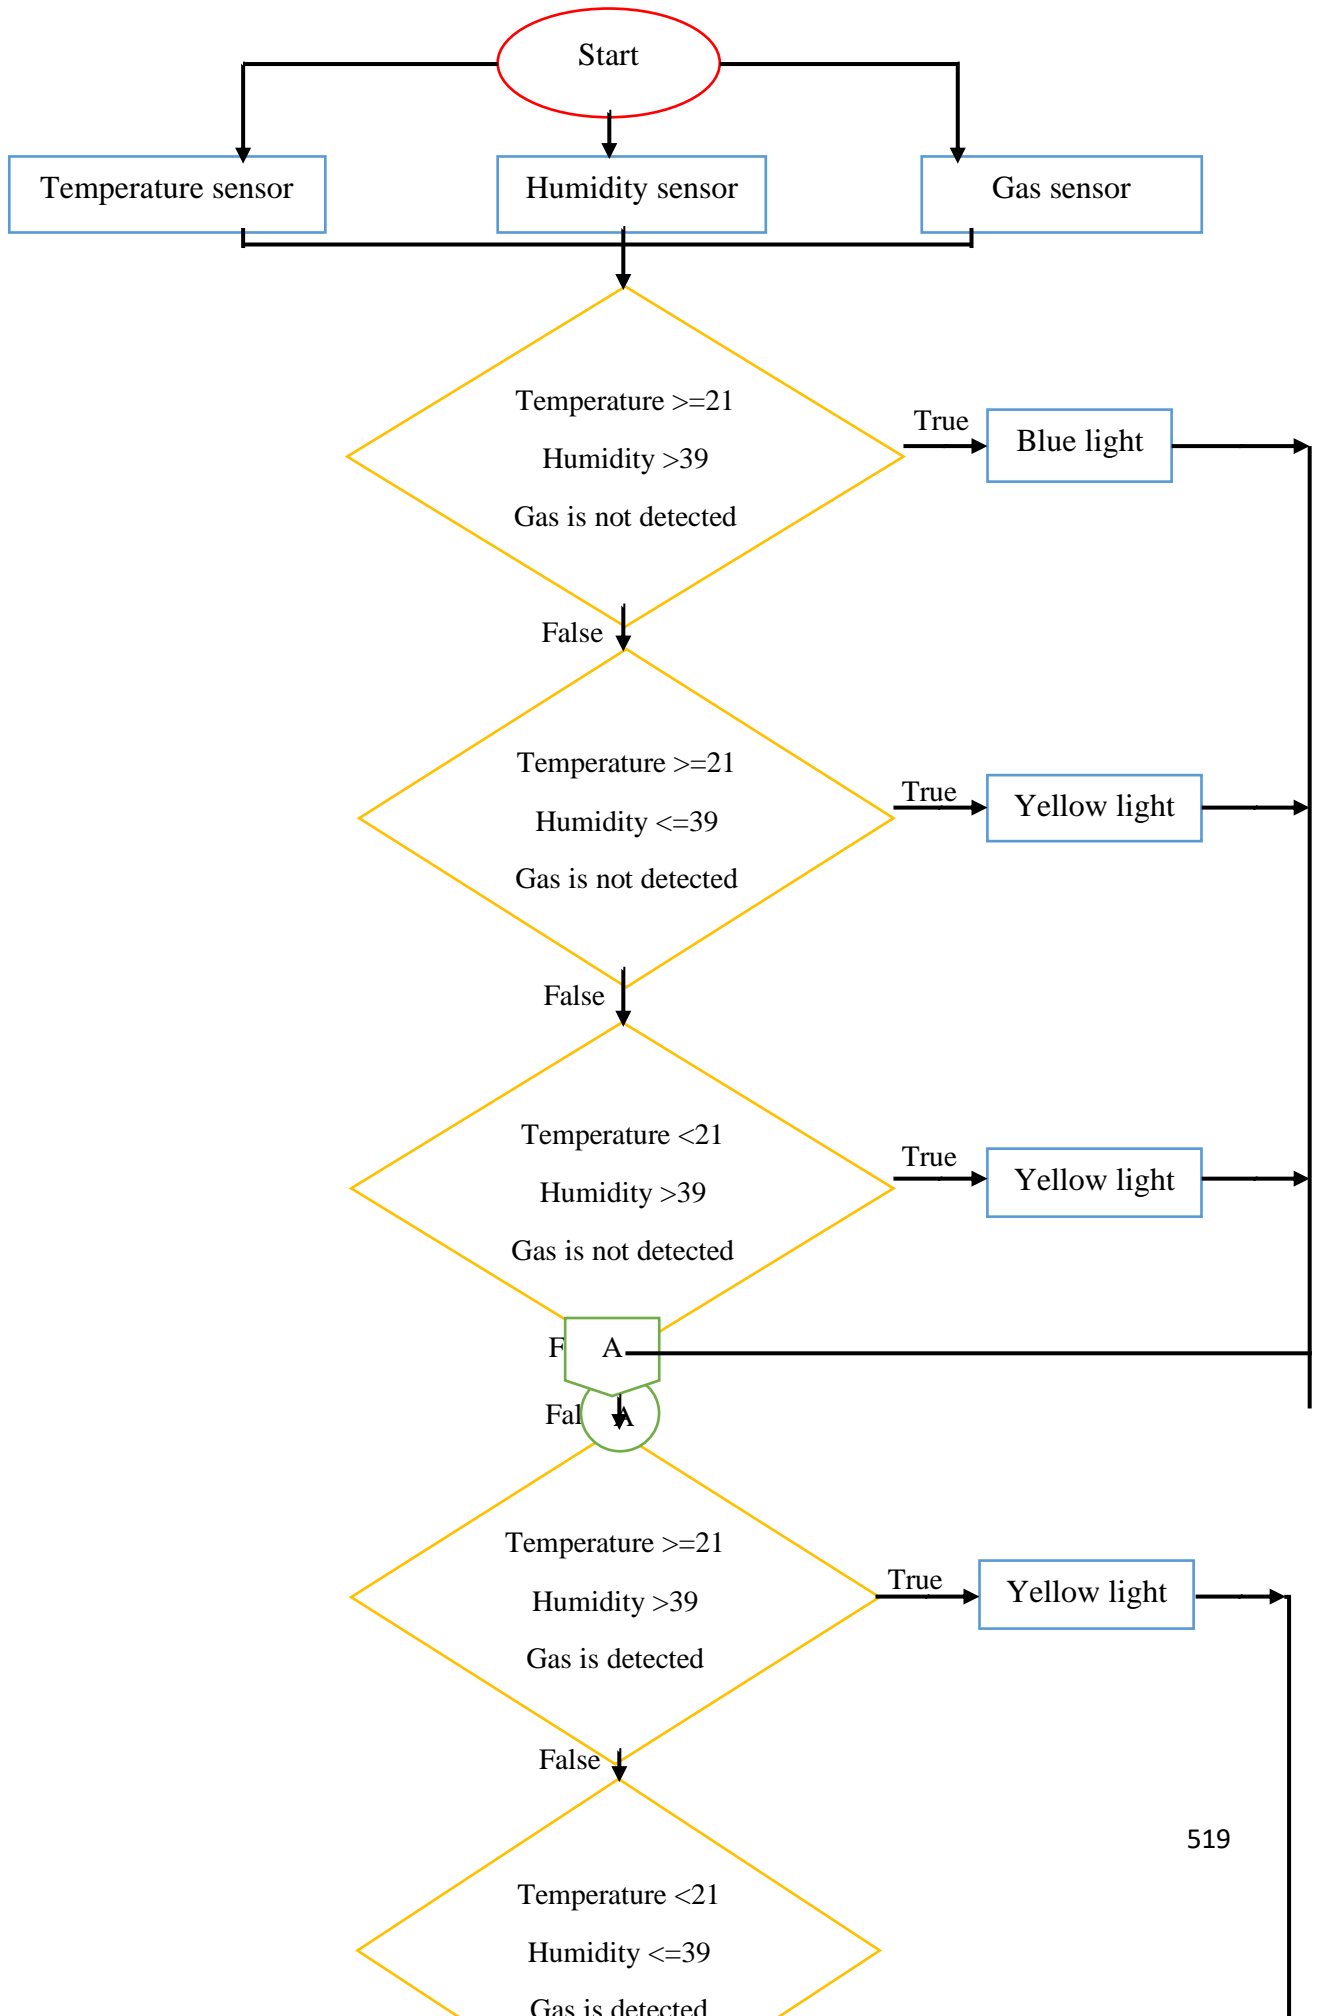 Start
Temperature sensor
Humidity sensor
Gas sensor
Temperature >=21
Humidity >39
Gas is not detected
True
Blue light
False
Temperature >=21
Humidity <=39
Gas is not detected
True
Yellow light
False
Temperature <21
Humidity >39
Gas is not detected
True
Yellow light
F
A
Fal
A
Temperature >=21
Humidity >39
Gas is detected
True
Yellow light
False
519
Temperature <21
Humidity <=39
Gas is detected